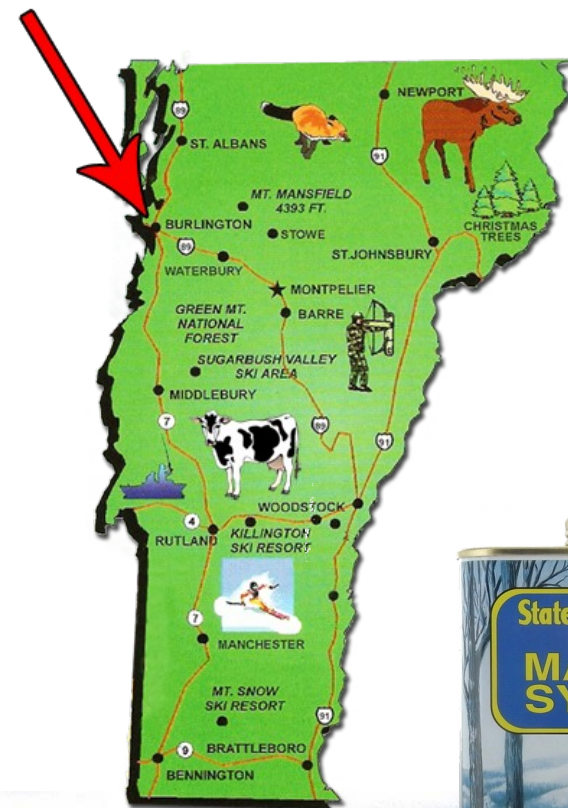 NEWPORT
89
ST. ALBANS
91
MT. MANSFIELD
4393 FT.
CHRISTMAS
TREES
BURLINGTON
STOWE
ST.JOHNSBURY
89
WATERBURY
MONTPELIER
BARRE
GREEN MT.
NATIONAL
FOREST
SUGARBUSH VALLEY
SKI AREA
MIDDLEBURY
7
89
91
WOODSTOCK
4
RUTLAND
KILLINGTON
SKI RESORT
7
MANCHESTER
MT. SNOW
SKI RESORT
91
9
BRATTLEBORO
BENNINGTON
State
MA
SY